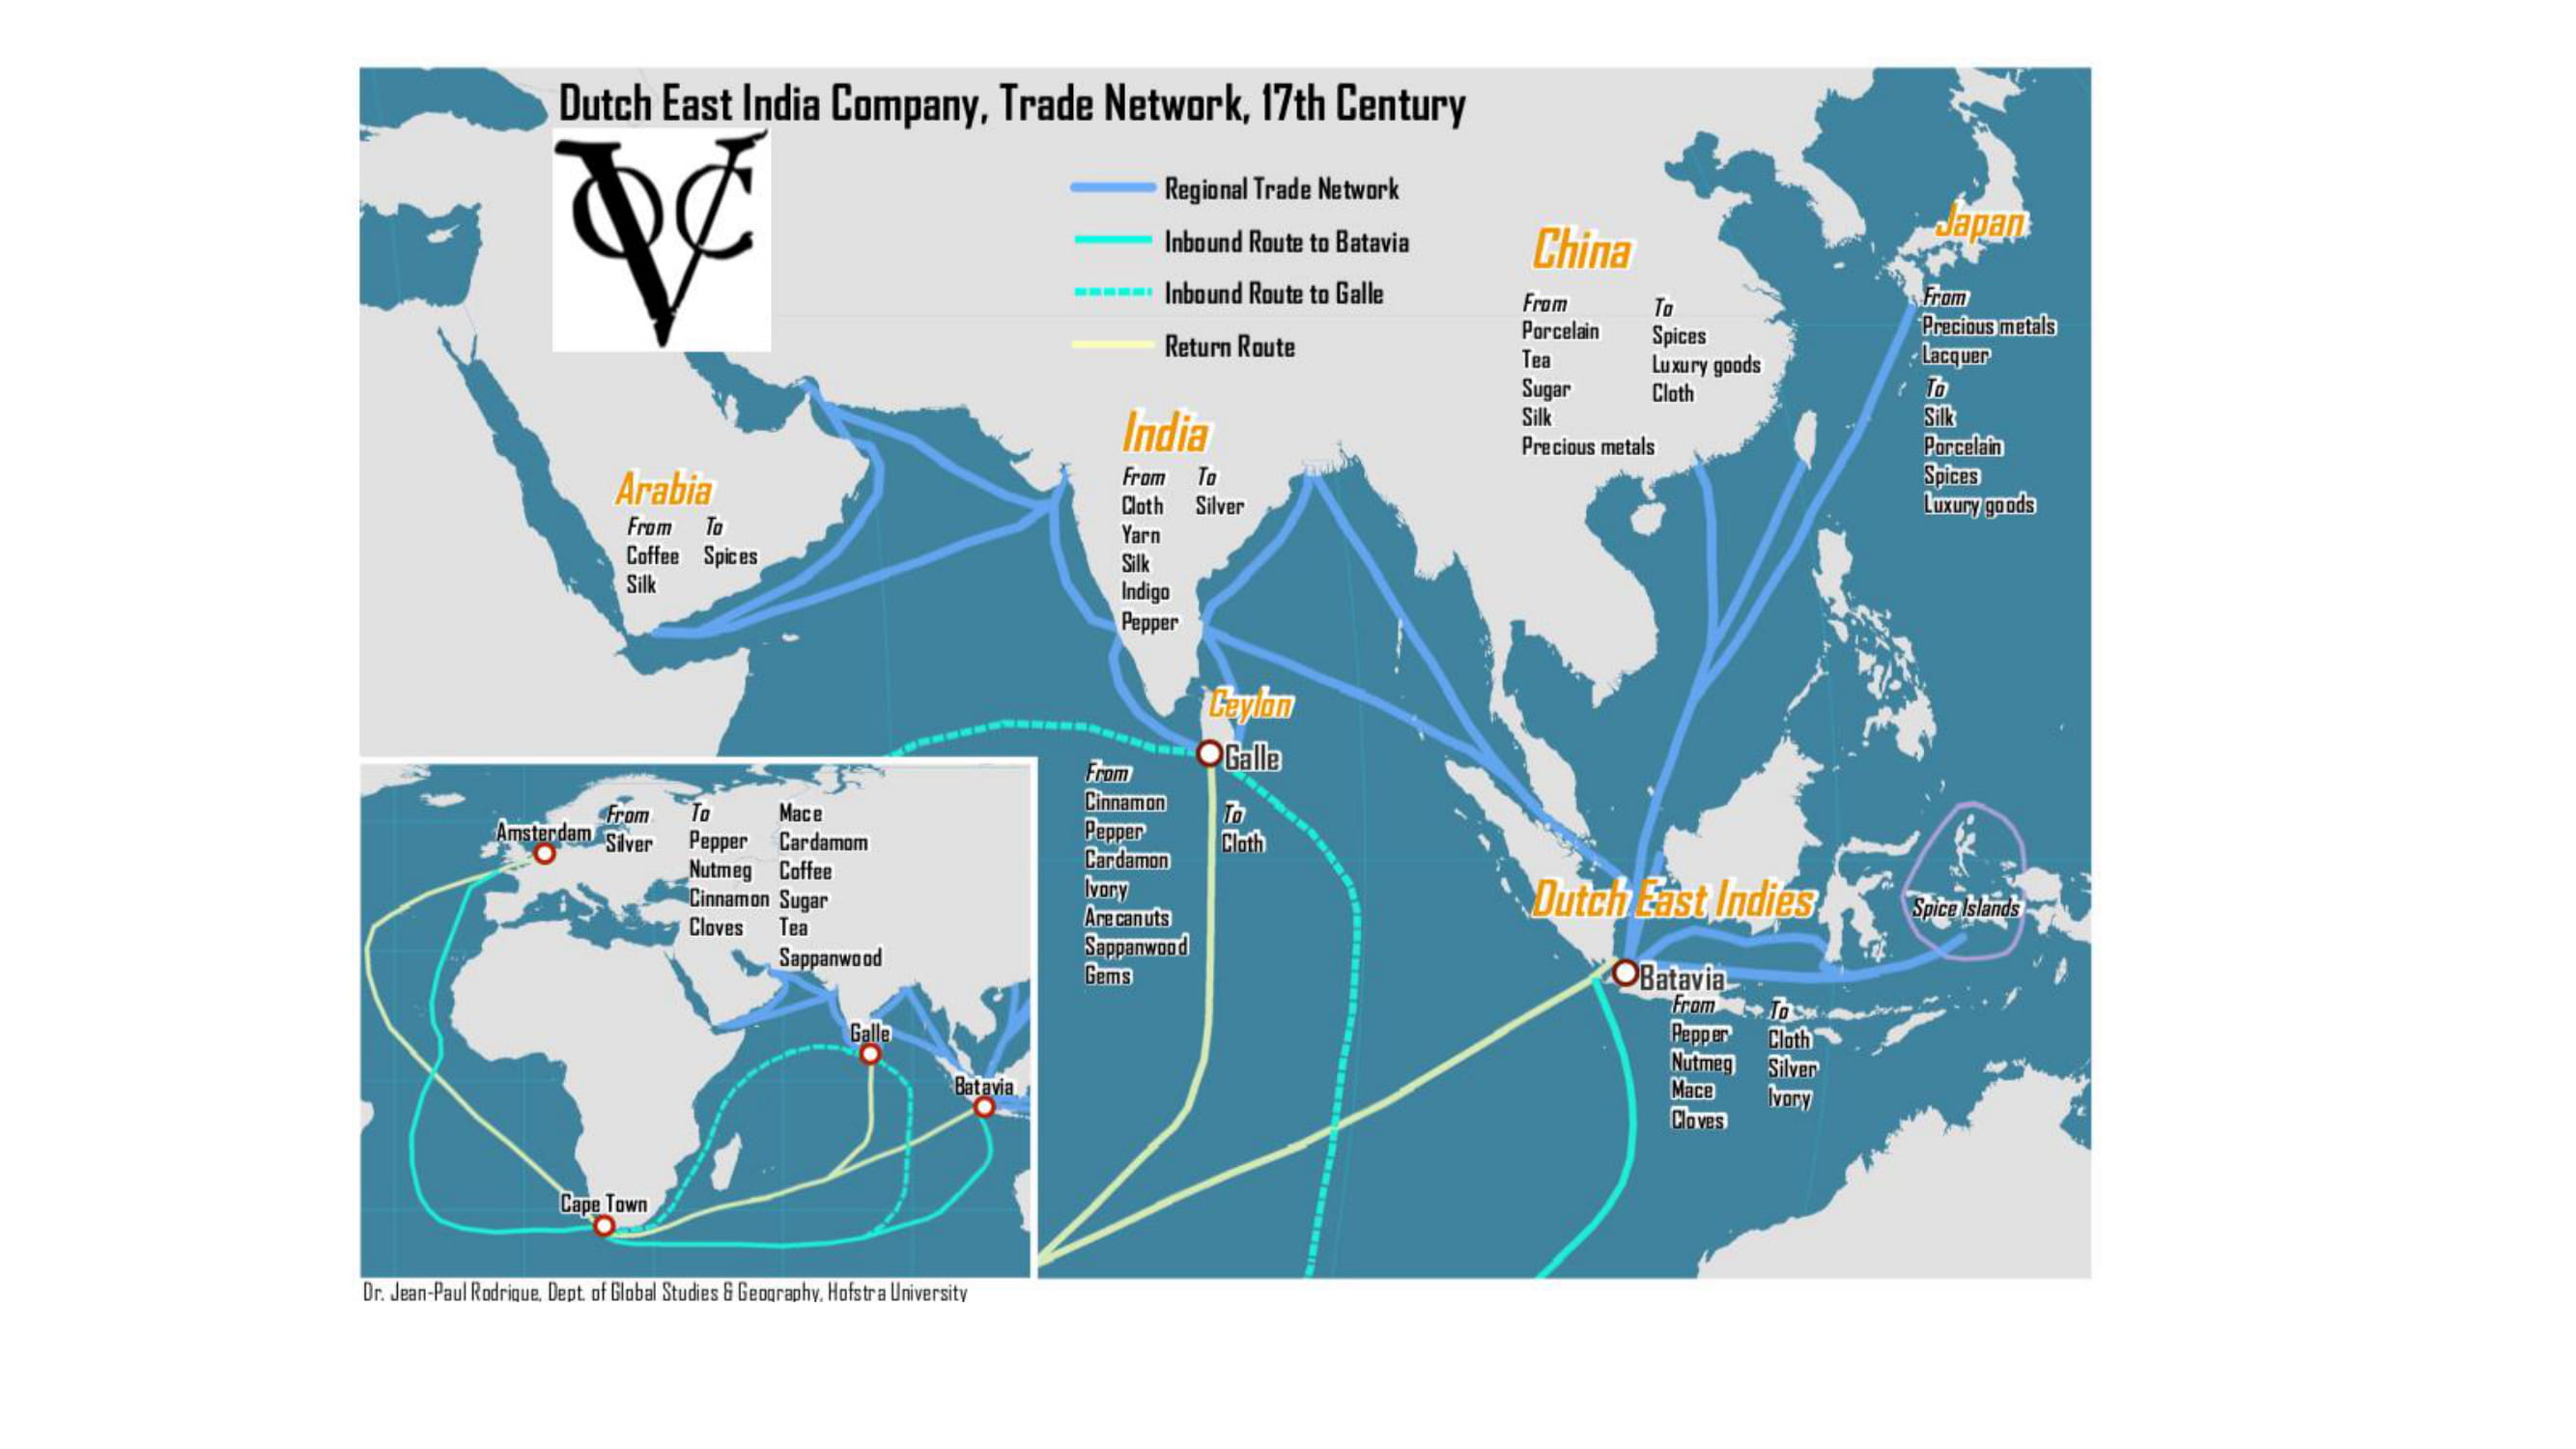 Dutch East India Company, Trade Network, 17th Century
VOC
Regional Trade Network
Inbound Route to Batavia
Inbound Route to Galle
Return Route
China
From
Porcelain
Tea
Sugar
Silk
Precious metals
To
Spices
Luxury goods
Cloth
Japan
From
Precious metals
Lacquer
To
Silk
Porcelain
Spices
Luxury goods
Arabia
From
Coffee
Silk
To
Spices
India
From
Cloth
Yarn
Silk
Indigo
Pepper
To
Silver
Ceylon
Galle
From
Cinnamon
Pepper
Cardamon
Ivory
Arecanuts
Sappanwood
Gems
To
Cloth
Dutch East Indies
Spice Islands
Batavia
From
Pepper
Nutmeg
Mace
Cloves
To
Cloth
Silver
Ivory
Amsterdam
From
Silver
To
Pepper
Nutmeg
Cinnamon
Cloves
Mace
Cardamom
Coffee
Sugar
Tea
Sappanwood
Galle
Batavia
Cape Town
Dr. Jean-Paul Rodrigue, Dept. of Global Studies & Geography, Hofstra University